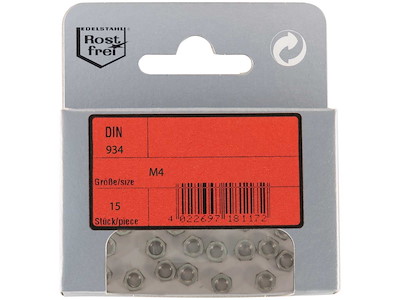 EDELSTAHL
Rost
frei
DIN
934
M4
Größe/size
15
Stück/piece
4 022697 181172